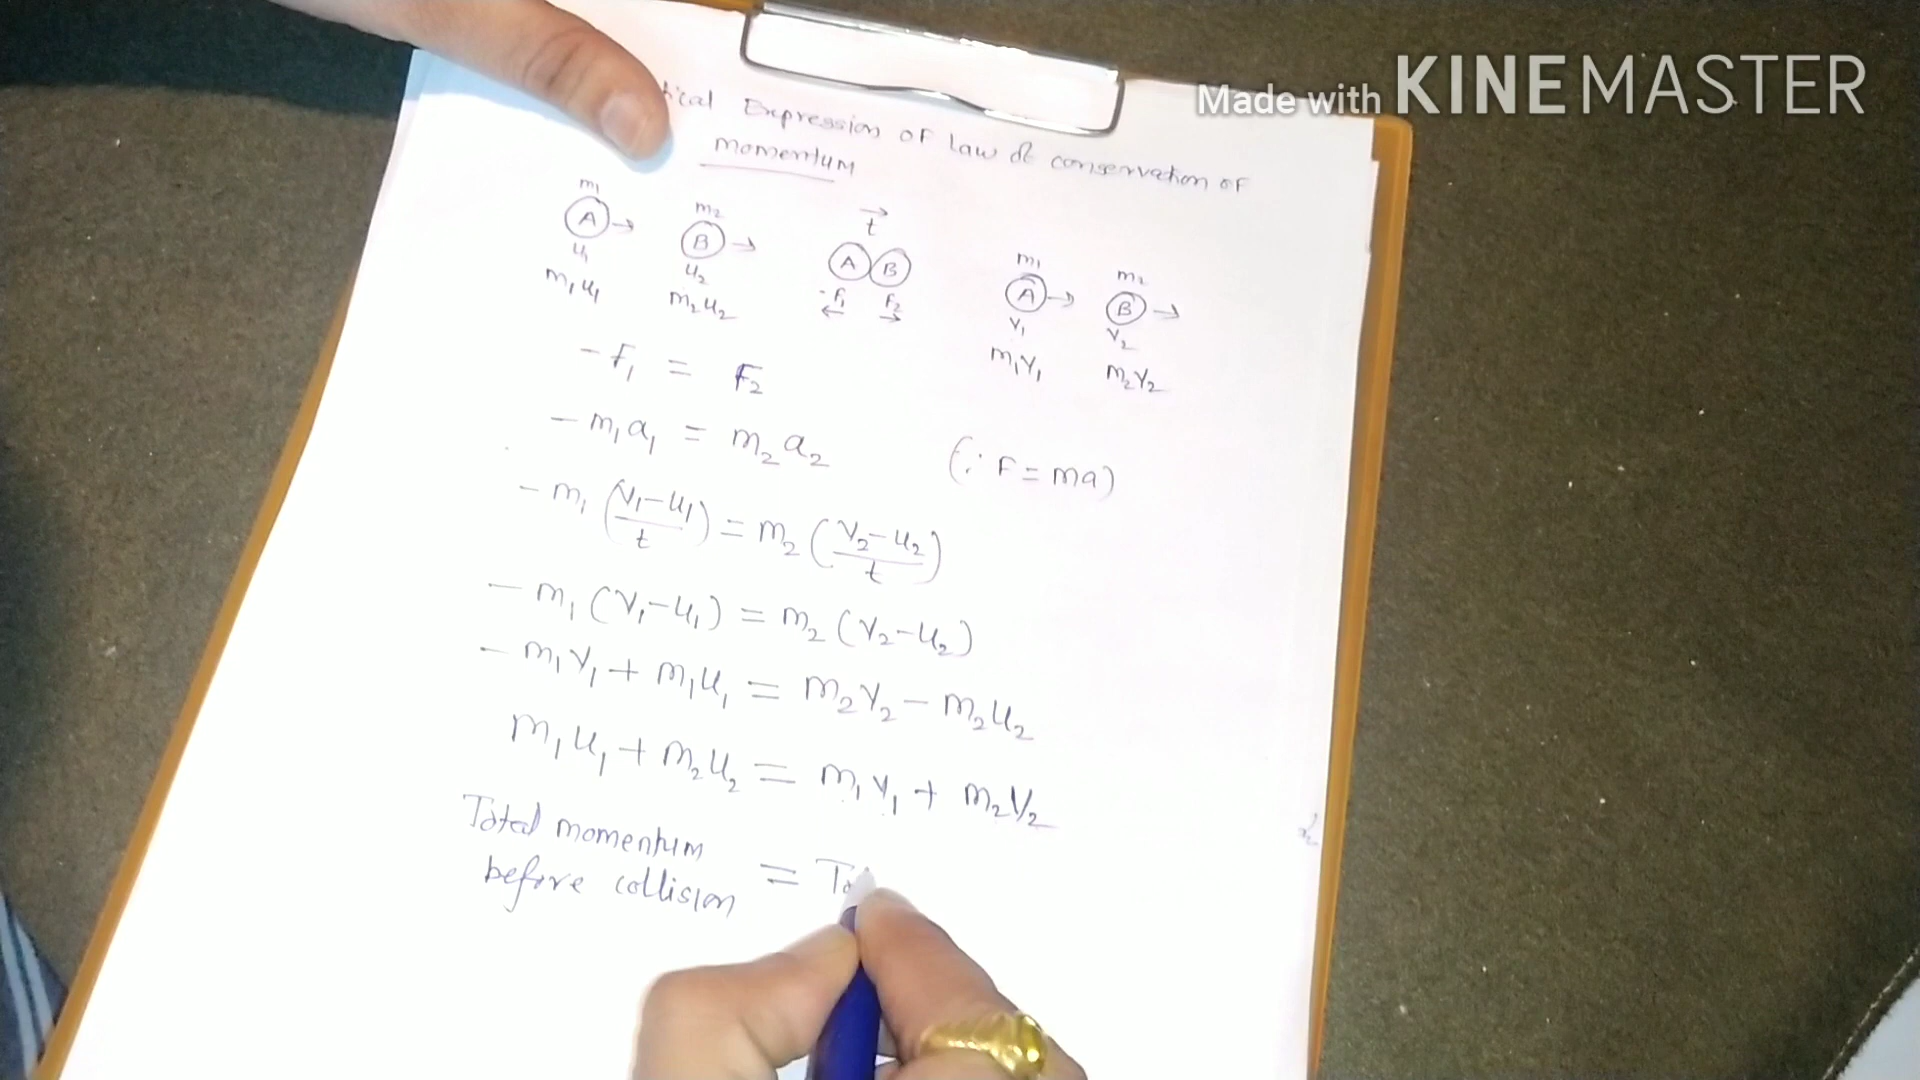 Made with KINEMASTER
tical Expression of Law of conservation of
momentum
m₁ m₂ t m₁ m₂
A → B → A B A → B →
u₁ u₂ -F₁ F₂ v₁ v₂
m₁u₁ m₂u₂ ← → m₁v₁ m₂v₂
-F₁ = F₂
-m₁a₁ = m₂a₂ (∵ F = ma)
-m₁ (v₁-u₁/t) = m₂ (v₂-u₂/t)
-m₁ (v₁-u₁) = m₂ (v₂-u₂)
-m₁v₁ + m₁u₁ = m₂v₂ - m₂u₂
m₁u₁ + m₂u₂ = m₁v₁ + m₂v₂
Total momentum
before collision = To